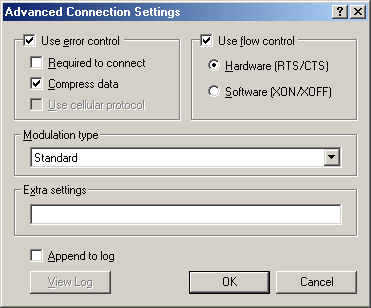 Advanced Connection Settings
Use error control
Required to connect
Compress data
Use cellular protocol
Use flow control
Hardware (RTS/CTS)
Software (XON/XOFF)
Modulation type
Standard
Extra settings
Append to log
View Log
OK
Cancel